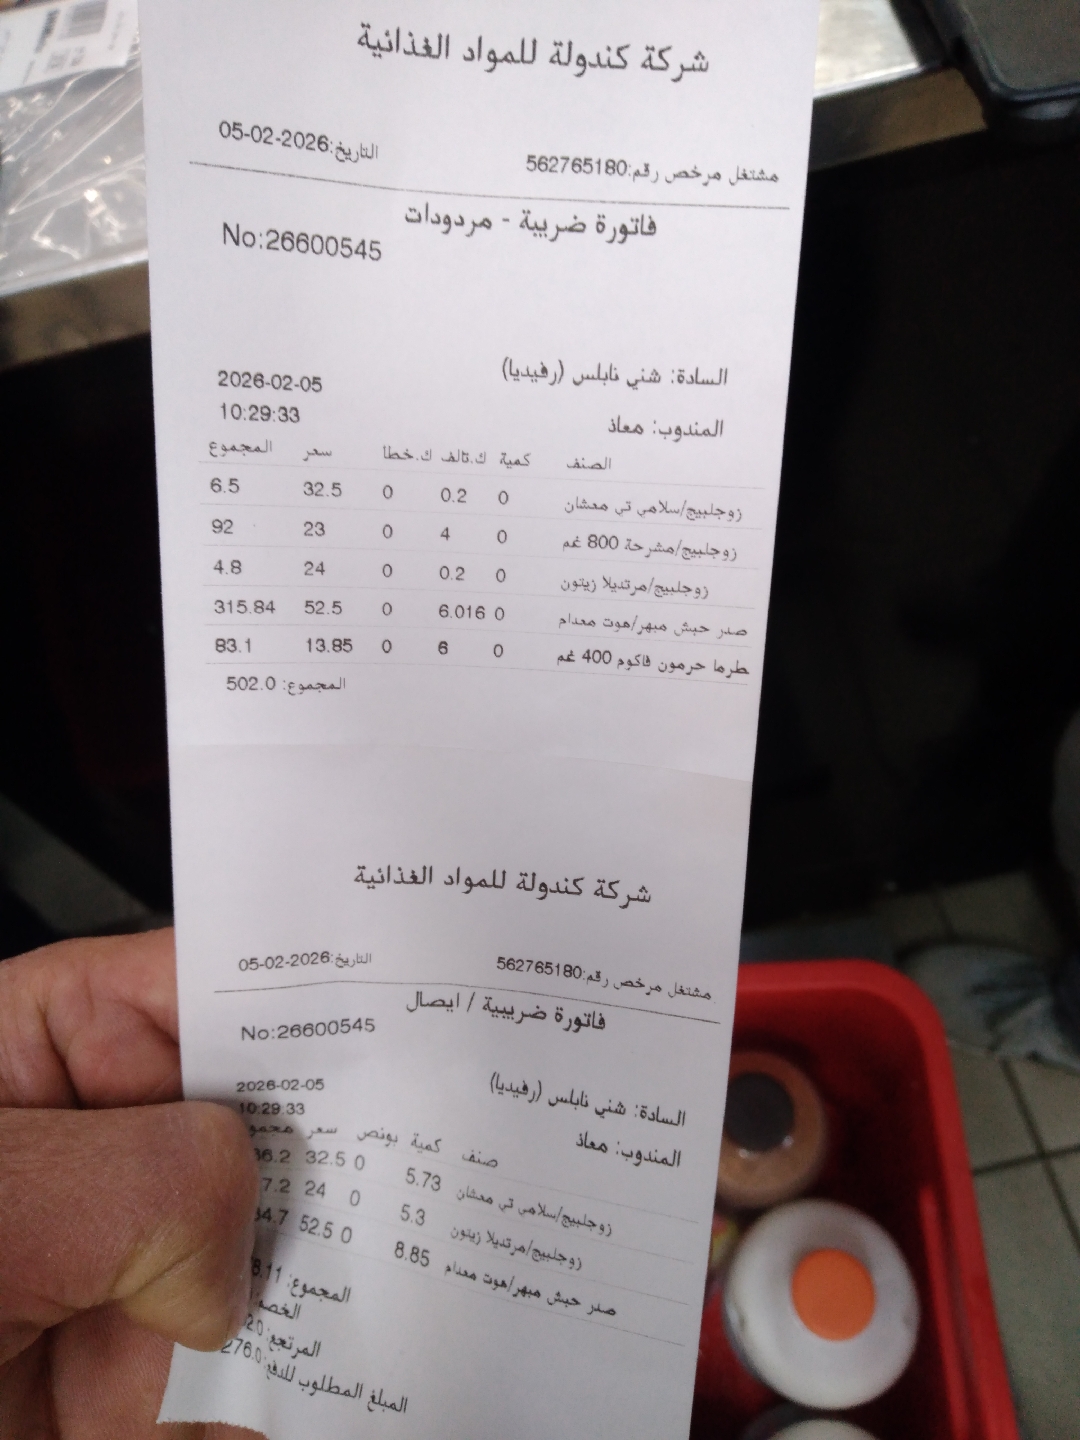 شركة كندولة للمواد الغذائية
مشتغل مرخص رقم:562765180 التاريخ:2026-02-05
فاتورة ضريبة - مردودات
No:26600545
السادة: شني نابلس (رفيديا) 2026-02-05
المندوب: معاذ 10:29:33
الصنف كمية ك.تالف ك.خطا سعر المجموع
زوجلبيج/سلامي تي معشان 0 0.2 0 32.5 6.5
زوجلبيج/مشرحة 800 غم 0 4 0 23 92
زوجلبيج/مرتديلا زيتون 0 0.2 0 24 4.8
صدر حبش مبهر/هوت معدام 0 6.016 0 52.5 315.84
طرما حرمون فاكوم 400 غم 0 6 0 13.85 83.1
المجموع: 502.0
شركة كندولة للمواد الغذائية
مشتغل مرخص رقم:562765180 التاريخ:2026-02-05
فاتورة ضريبية / ايصال
No:26600545
السادة: شني نابلس (رفيديا) 2026-02-05
المندوب: معاذ 10:29:33
صنف كمية بونص سعر
زوجلبيج/سلامي تي معشان 5.73 0 32.5
زوجلبيج/مرتديلا زيتون 5.3 0 24
صدر حبش مبهر/هوت معدام 8.85 0 52.5
المجموع:
المرتجع:
المبلغ المطلوب للدفع: